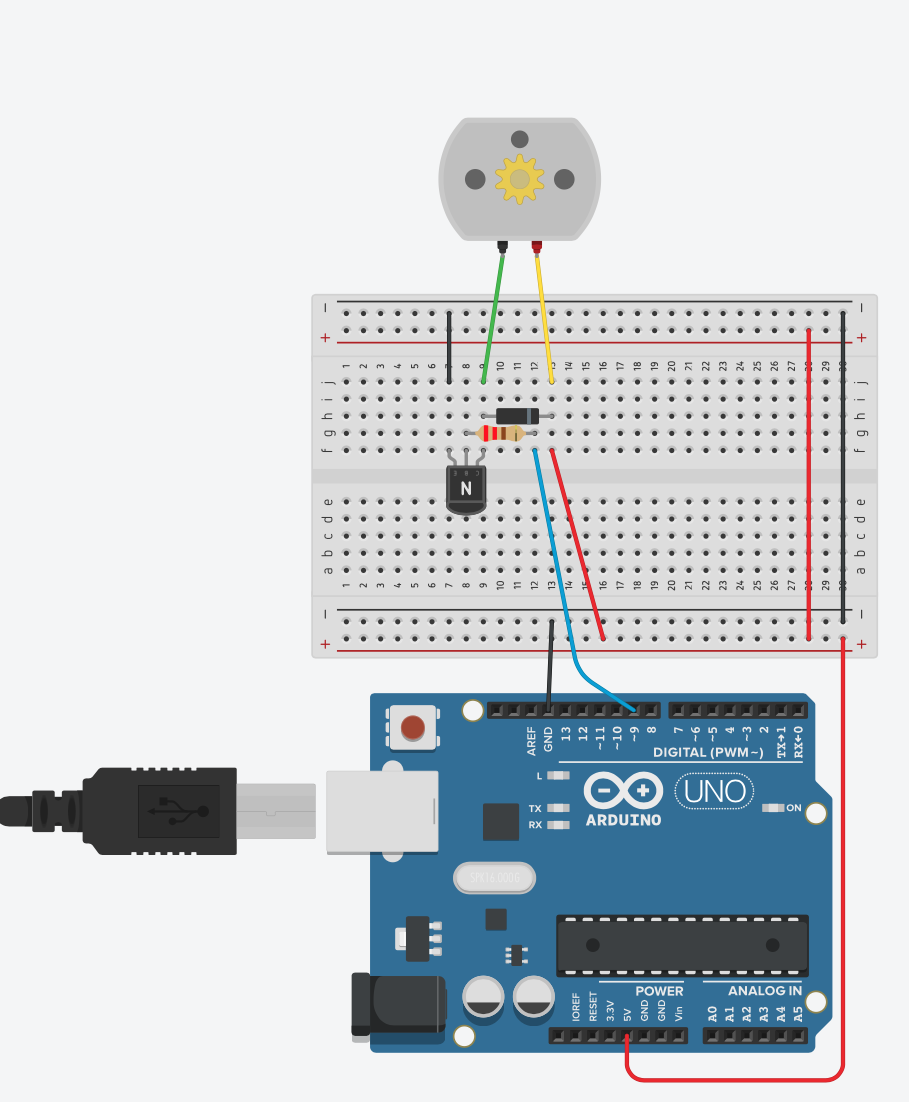 − −
+ +
1 2 3 4 5 6 7 8 9 10 11 12 13 14 15 16 17 18 19 20 21 22 23 24 25 26 27 28 29 30
j j
i i
h h
g g
f f
N
e e
d d
c c
b b
a a
1 2 3 4 5 6 7 8 9 10 11 12 13 14 15 16 17 18 19 20 21 22 23 24 25 26 27 28 29 30
− −
+ +
AREF GND 13 12 ~11 ~10 ~9 8 7 ~6 ~5 4 ~3 2 TX→1 RX←0
DIGITAL (PWM~)
L
TX
RX
UNO
ON
ARDUINO
POWER ANALOG IN
IOREF RESET 3.3V 5V GND GND Vin A0 A1 A2 A3 A4 A5